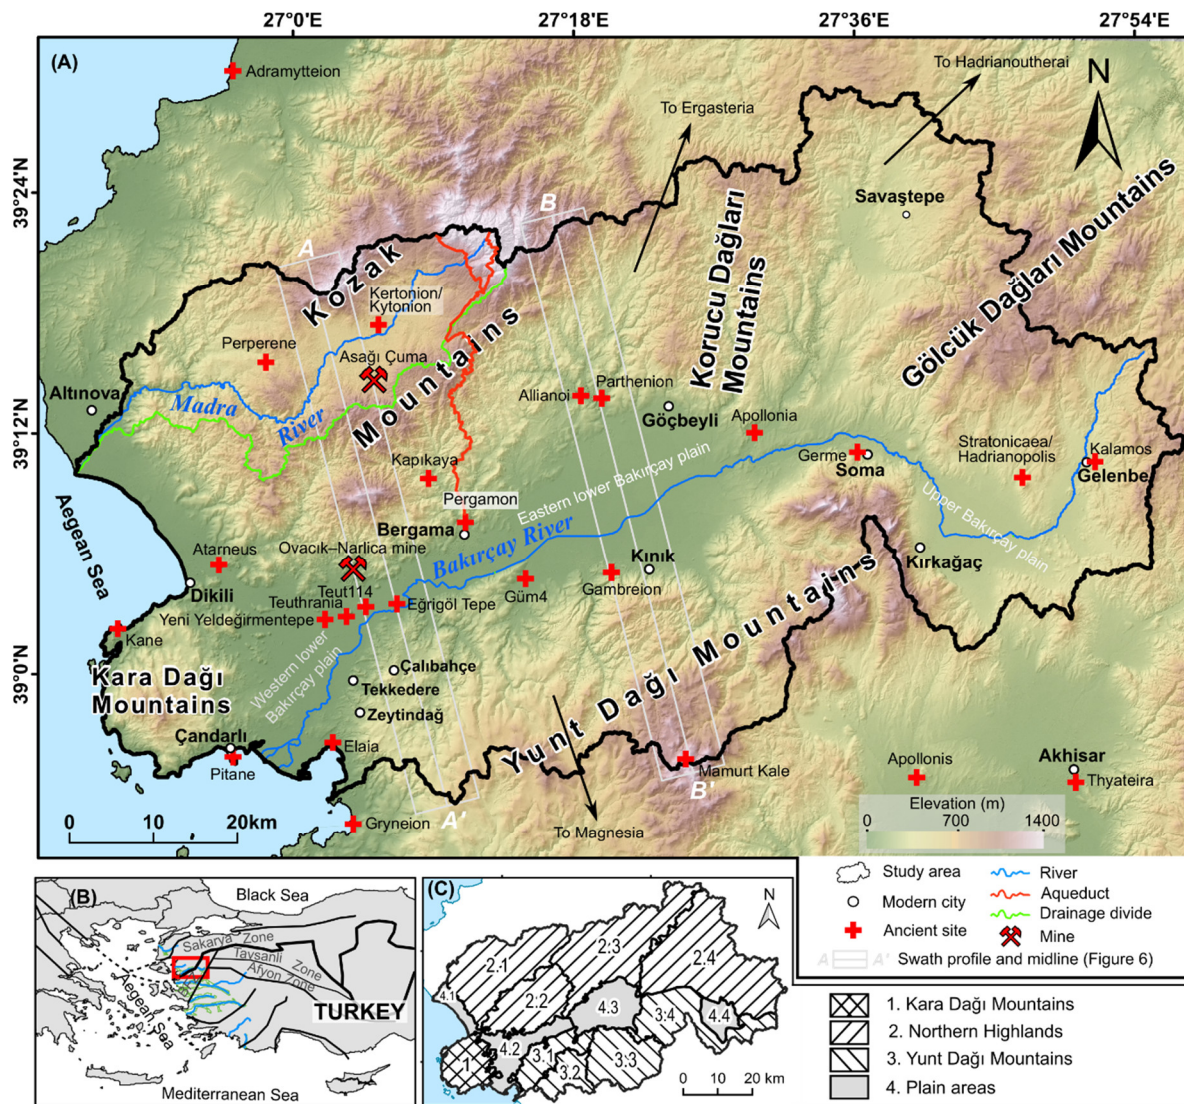 27°0'E
27°18'E
27°36'E
27°54'E
(A)
39°24'N
39°12'N
39°0'N
Adramytteion
To Ergasteria
To Hadrianoutherai
N
Savaştepe
B
A
Kozak
Mountains
Korucu Dağları
Mountains
Gölcük Dağları Mountains
Kertonion/
Kytonion
Perperene
Asağı Çuma
Altınova
Madra
River
Allianoi
Parthenion
Göçbeyli
Apollonia
Kapıkaya
Germe
Soma
Stratonicaea/
Hadrianopolis
Kalamos
Gelenbe
Pergamon
Bergama
Eastern lower Bakırçay plain
Upper Bakırçay
plain
Bakırçay River
Aegean Sea
Atarneus
Ovacık–Narlica mine
Kınık
Kırkağaç
Dikili
Teut114
Teuthrania
Eğrigöl Tepe
Güm4
Gambreion
Yeni Yeldeğirmentepe
Kane
Western lower
Bakırçay plain
Kara Dağı
Mountains
Çalıbahçe
Tekkedere
Zeytindağ
Yunt Dağı Mountains
Çandarlı
Elaia
Pitane
Mamurt Kale
Apollonis
Akhisar
Thyateira
B'
A'
Gryneion
To Magnesia
0 10 20km
Elevation (m)
0 700 1400
Study area
River
Modern city
Aqueduct
Drainage divide
Ancient site
Mine
A A' Swath profile and midline (Figure 6)
(B)
Black Sea
Sakarya Zone
Tavsanlı Zone
Afyon Zone
Aegean Sea
TURKEY
Mediterranean Sea
(C)
N
2.1
2.3
2.4
2.2
4.1
4.3
4.4
3.4
4.2
3.1
3.2
3.3
1
0 10 20 km
1. Kara Dağı Mountains
2. Northern Highlands
3. Yunt Dağı Mountains
4. Plain areas